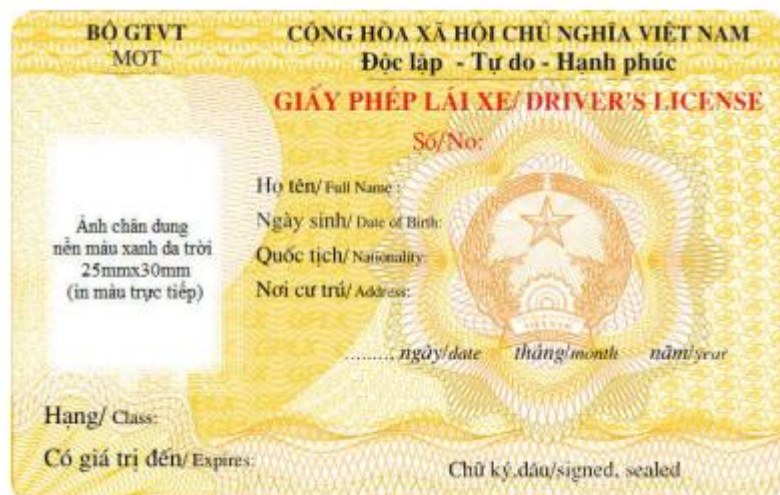 BỘ GTVT
MOT
CỘNG HÒA XÃ HỘI CHỦ NGHĨA VIỆT NAM
Độc lập - Tự do - Hạnh phúc
GIẤY PHÉP LÁI XE/ DRIVER'S LICENSE
Số/No:
Ảnh chân dung
nền màu xanh da trời
25mmx30mm
(in màu trực tiếp)
Họ tên/ Full Name :
Ngày sinh/ Date of Birth:
Quốc tịch/ Nationality:
Nơi cư trú/ Address:
VIỆT NAM
........, ngày/date tháng/month năm/year
Hạng/ Class:
Có giá trị đến/ Expires:
Chữ ký,dấu/signed, sealed